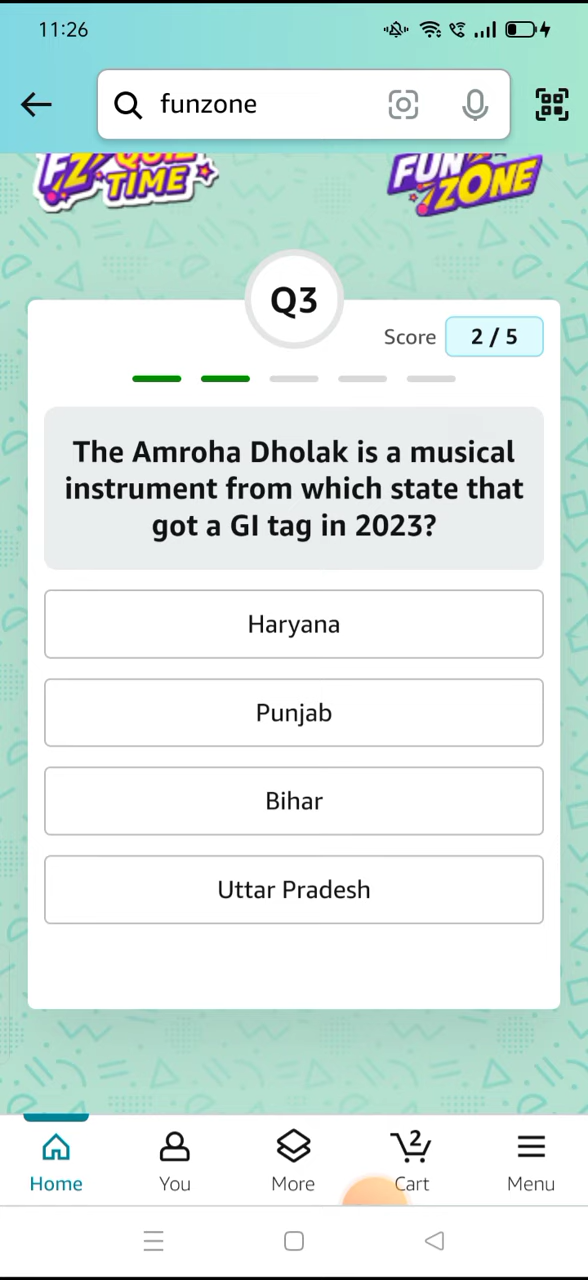 11:26
funzone
FZ QUIZ
TIME
FUN
ZONE
Q3
Score 2 / 5
The Amroha Dholak is a musical
instrument from which state that
got a GI tag in 2023?
Haryana
Punjab
Bihar
Uttar Pradesh
2
Home You More Cart Menu